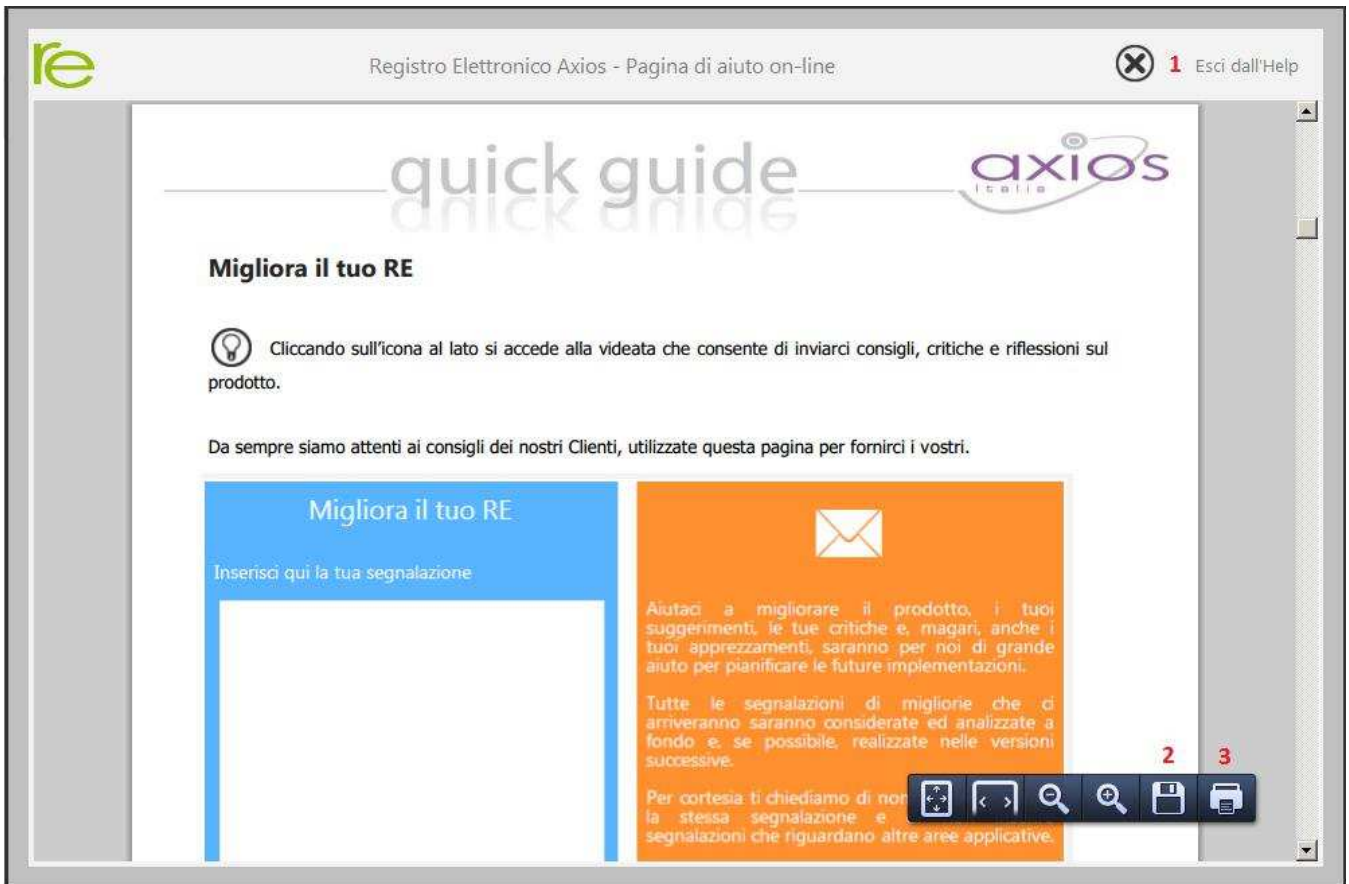 re
Registro Elettronico Axios - Pagina di aiuto on-line
1 Esci dall'Help
quick guide
axios
italia
Migliora il tuo RE
Cliccando sull'icona al lato si accede alla videata che consente di inviarci consigli, critiche e riflessioni sul
prodotto.
Da sempre siamo attenti ai consigli dei nostri Clienti, utilizzate questa pagina per fornirci i vostri.
Migliora il tuo RE
Inserisci qui la tua segnalazione
Aiutaci a migliorare il prodotto, i tuoi
suggerimenti, le tue critiche e, magari, anche i
tuoi apprezzamenti, saranno per noi di grande
aiuto per pianificare le future implementazioni.
Tutte le segnalazioni di migliorie che ci
arriveranno saranno considerate ed analizzate a
fondo e, se possibile, realizzate nelle versioni
successive.
2 3
Per cortesia ti chiediamo di non
la stessa segnalazione e
segnalazioni che riguardano altre aree applicative.